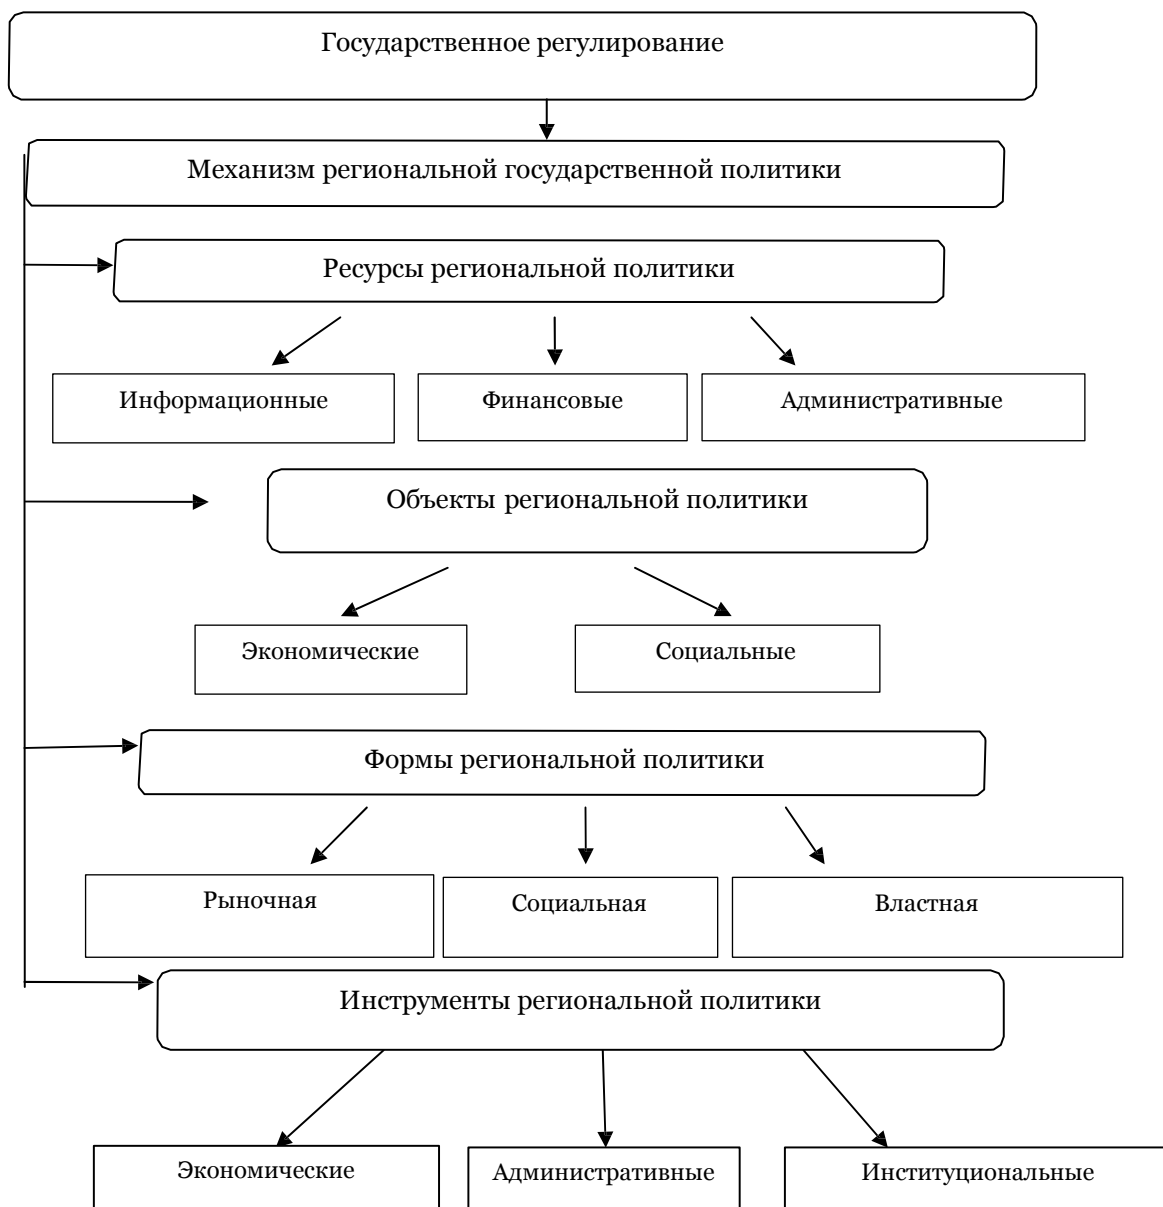 Государственное регулирование
Механизм региональной государственной политики
Ресурсы региональной политики
Информационные
Финансовые
Административные
Объекты региональной политики
Экономические
Социальные
Формы региональной политики
Рыночная
Социальная
Властная
Инструменты региональной политики
Экономические
Административные
Институциональные